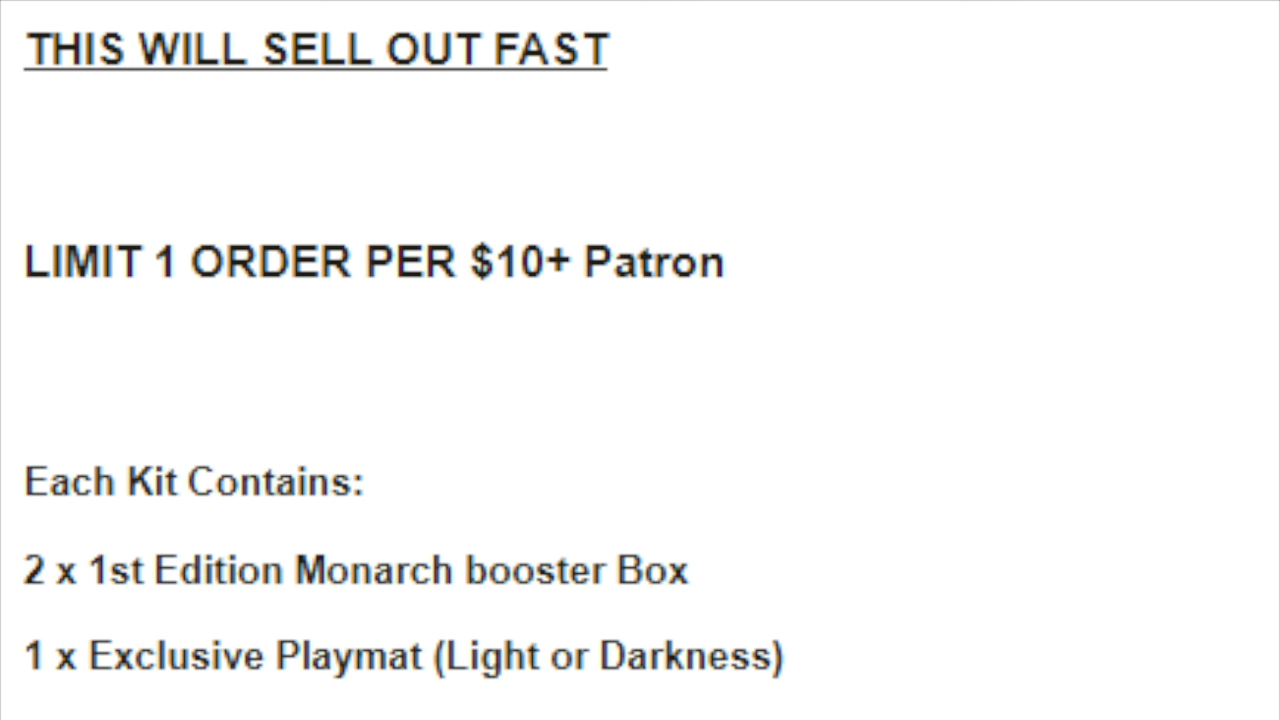 THIS WILL SELL OUT FAST
LIMIT 1 ORDER PER $10+ Patron
Each Kit Contains:
2 x 1st Edition Monarch booster Box
1 x Exclusive Playmat (Light or Darkness)